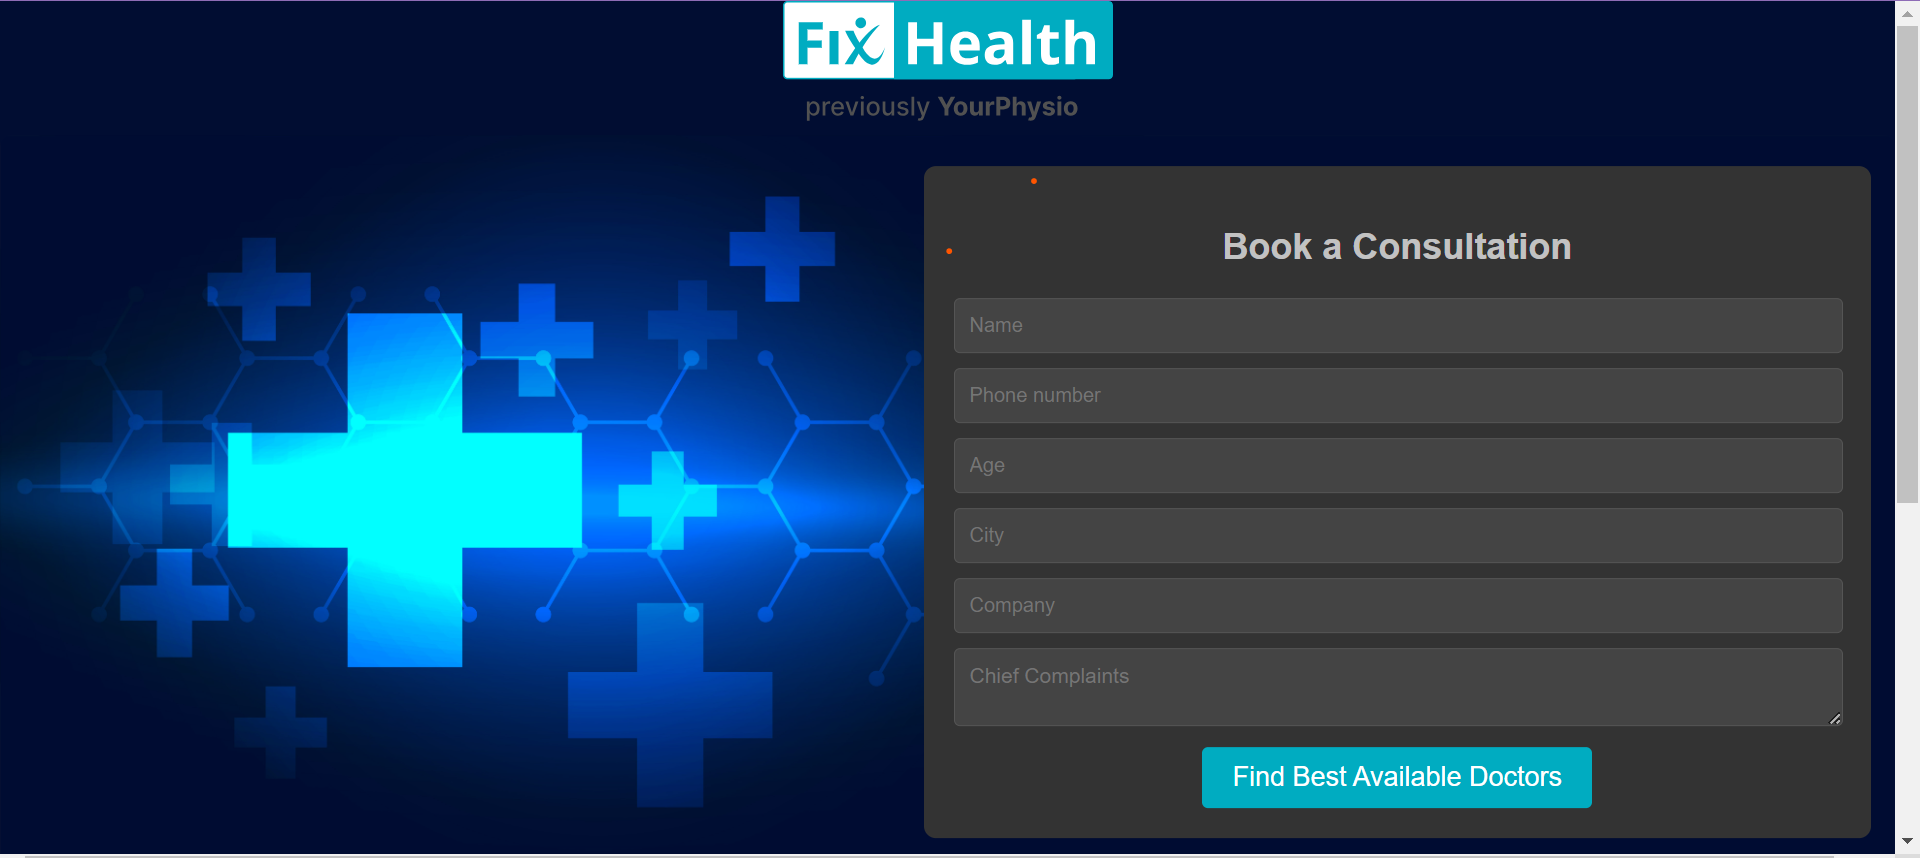 Fix Health
previously YourPhysio
Book a Consultation
Name
Phone number
Age
City
Company
Chief Complaints
Find Best Available Doctors